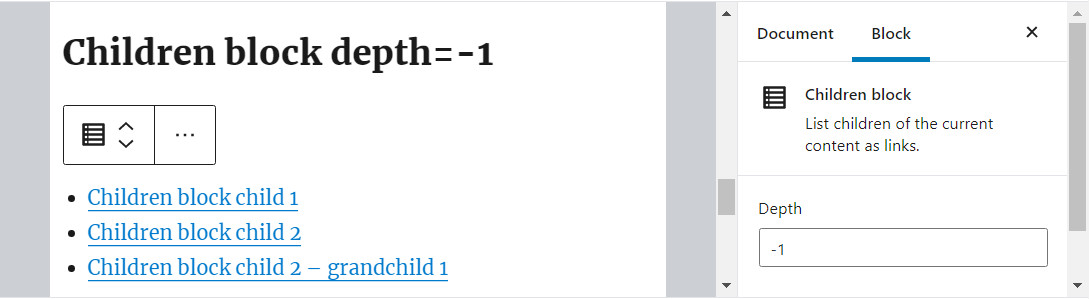 Children block depth=-1
Children block child 1
Children block child 2
Children block child 2 – grandchild 1
Document Block
Children block
List children of the current
content as links.
Depth
-1